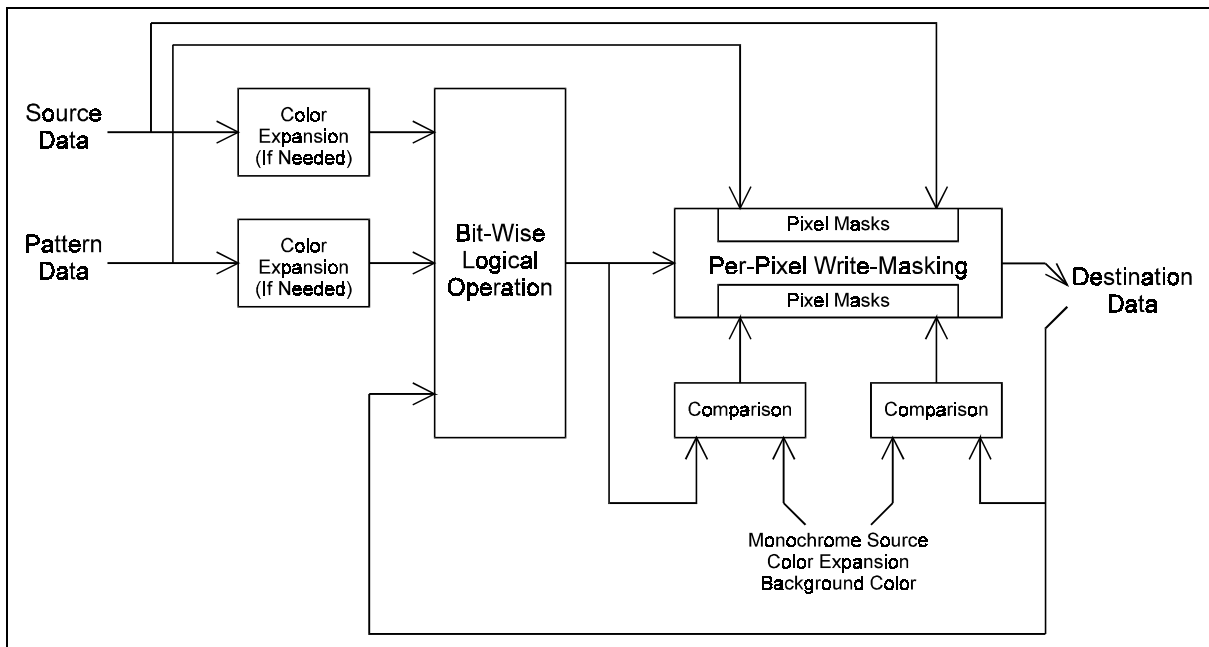 Source
Data
Color
Expansion
(If Needed)
Pattern
Data
Color
Expansion
(If Needed)
Bit-Wise
Logical
Operation
Pixel Masks
Per-Pixel Write-Masking
Pixel Masks
Destination
Data
Comparison
Comparison
Monochrome Source
Color Expansion
Background Color